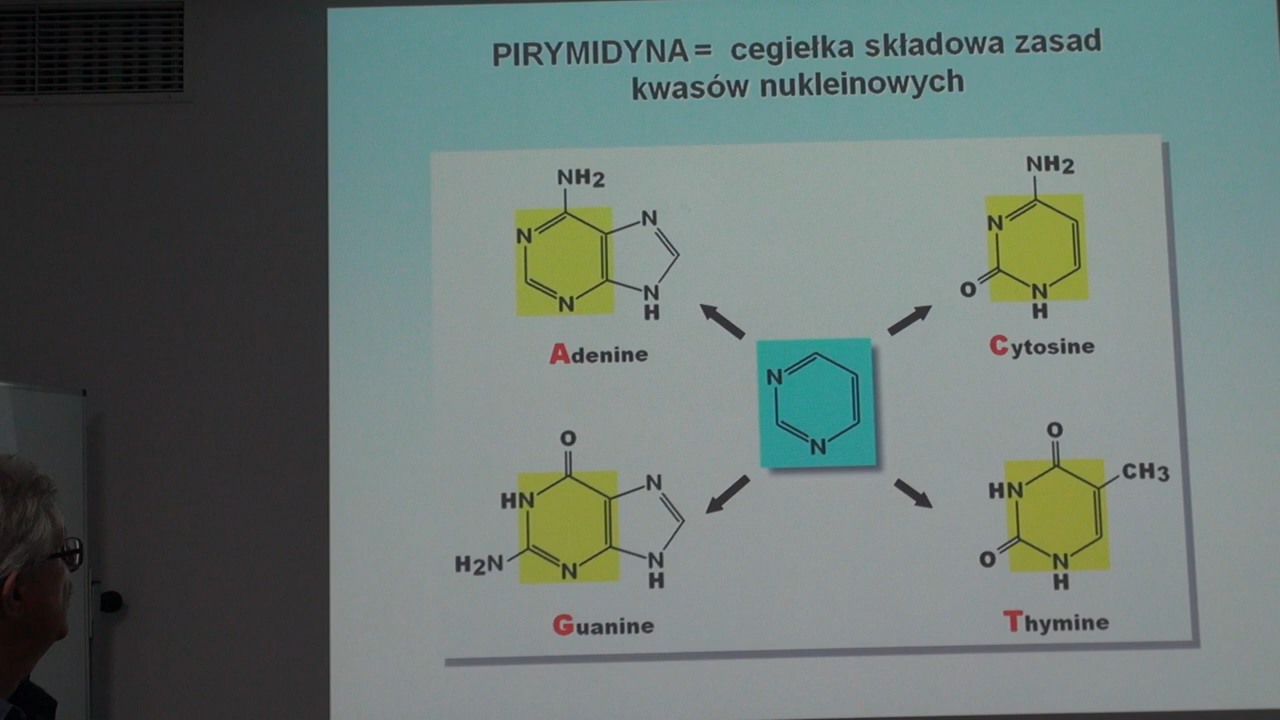 PIRYMIDYNA = cegiełka składowa zasad
kwasów nukleinowych
NH2
N
N
N
N
H
Adenine
NH2
N
O
N
H
Cytosine
N
N
O
HN
N
H2N
N
N
H
Guanine
O
CH3
HN
O
N
H
Thymine